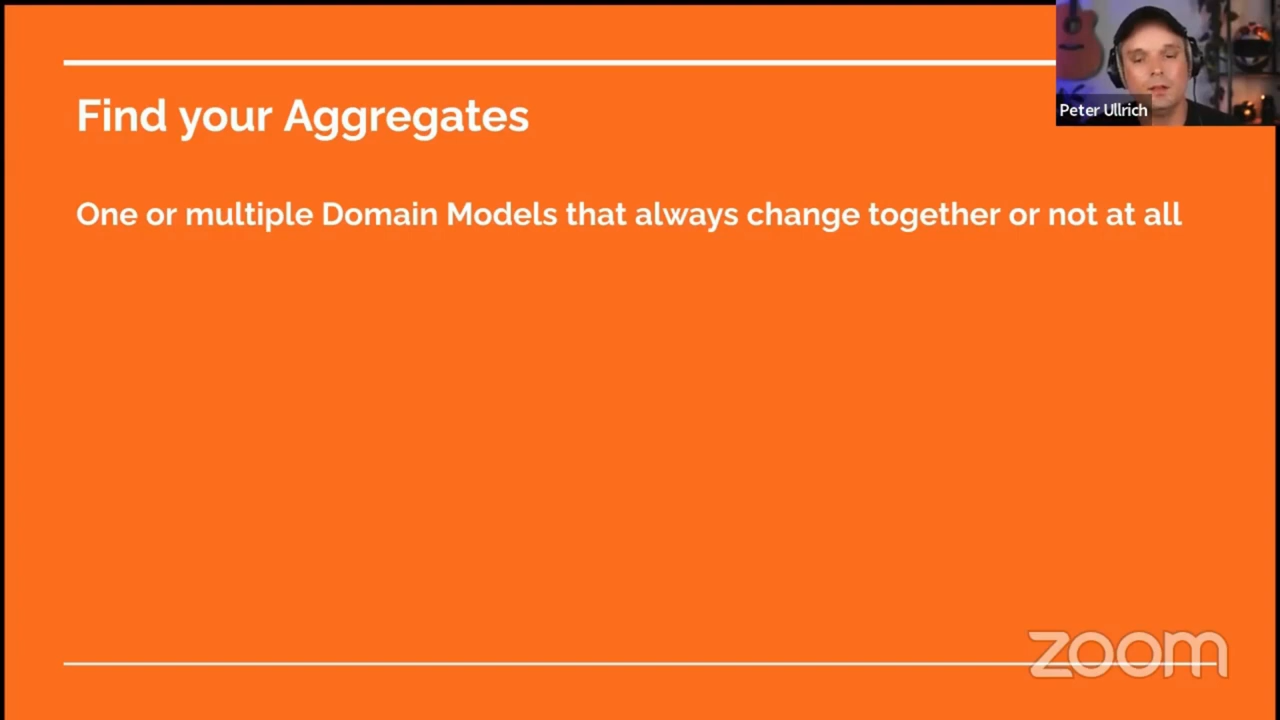 Find your Aggregates
One or multiple Domain Models that always change together or not at all
Peter Ullrich
zoom